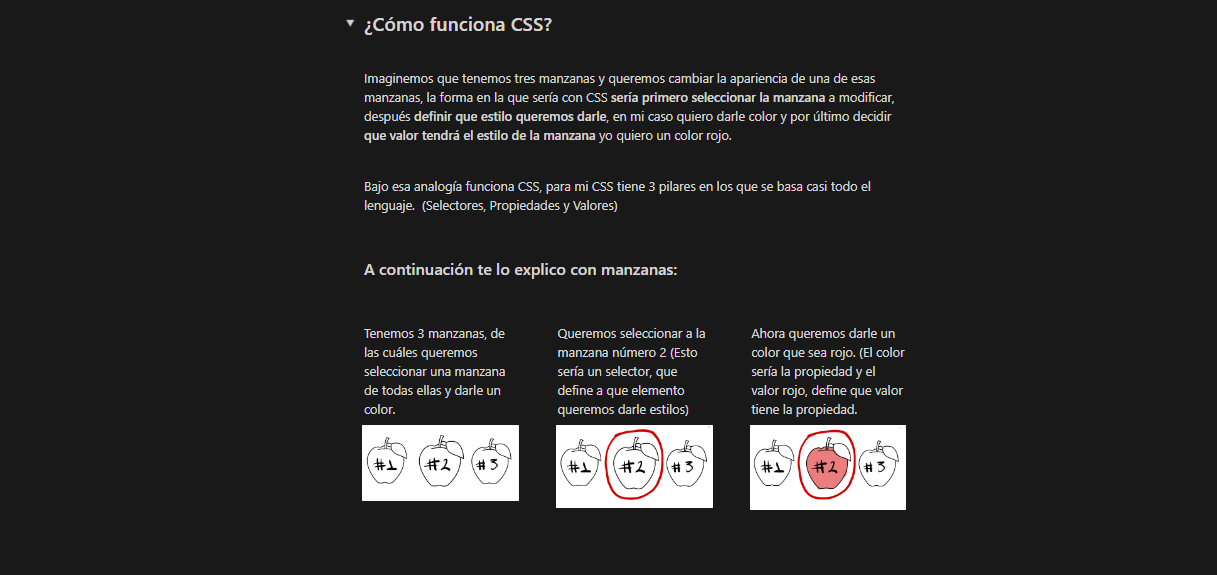 ¿Cómo funciona CSS?
Imaginemos que tenemos tres manzanas y queremos cambiar la apariencia de una de esas
manzanas, la forma en la que sería con CSS sería primero seleccionar la manzana a modificar,
después definir que estilo queremos darle, en mi caso quiero darle color y por último decidir
que valor tendrá el estilo de la manzana yo quiero un color rojo.
Bajo esa analogía funciona CSS, para mi CSS tiene 3 pilares en los que se basa casi todo el
lenguaje. (Selectores, Propiedades y Valores)
A continuación te lo explico con manzanas:
Tenemos 3 manzanas, de
las cuáles queremos
seleccionar una manzana
de todas ellas y darle un
color.
#1 #2 #3
Queremos seleccionar a la
manzana número 2 (Esto
sería un selector, que
define a que elemento
queremos darle estilos)
#1 #2 #3
Ahora queremos darle un
color que sea rojo. (El color
sería la propiedad y el
valor rojo, define que valor
tiene la propiedad.
#1 #2 #3